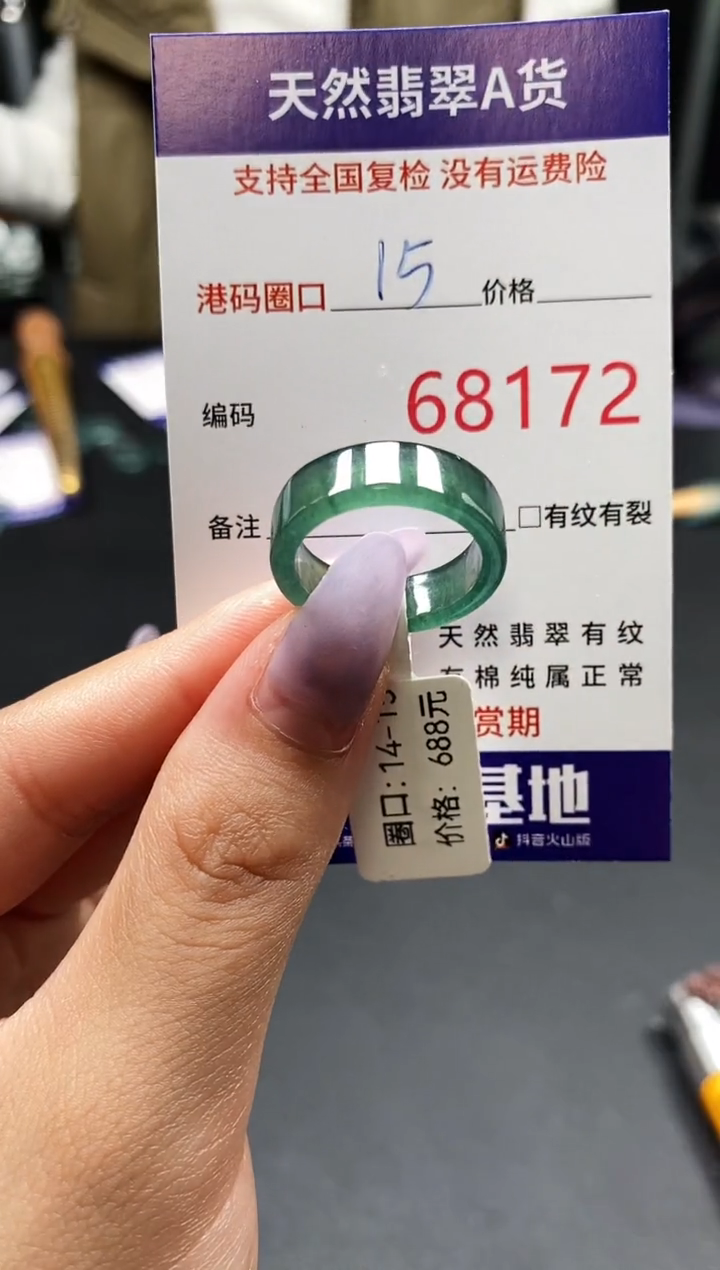 天然翡翠A货
支持全国复检 没有运费险
港码圈口 15 价格
编码 68172
备注 □有纹有裂
天然翡翠有纹
棉纯属正常
赏期
基地
抖音火山版
圈口：14-15
价格：688元